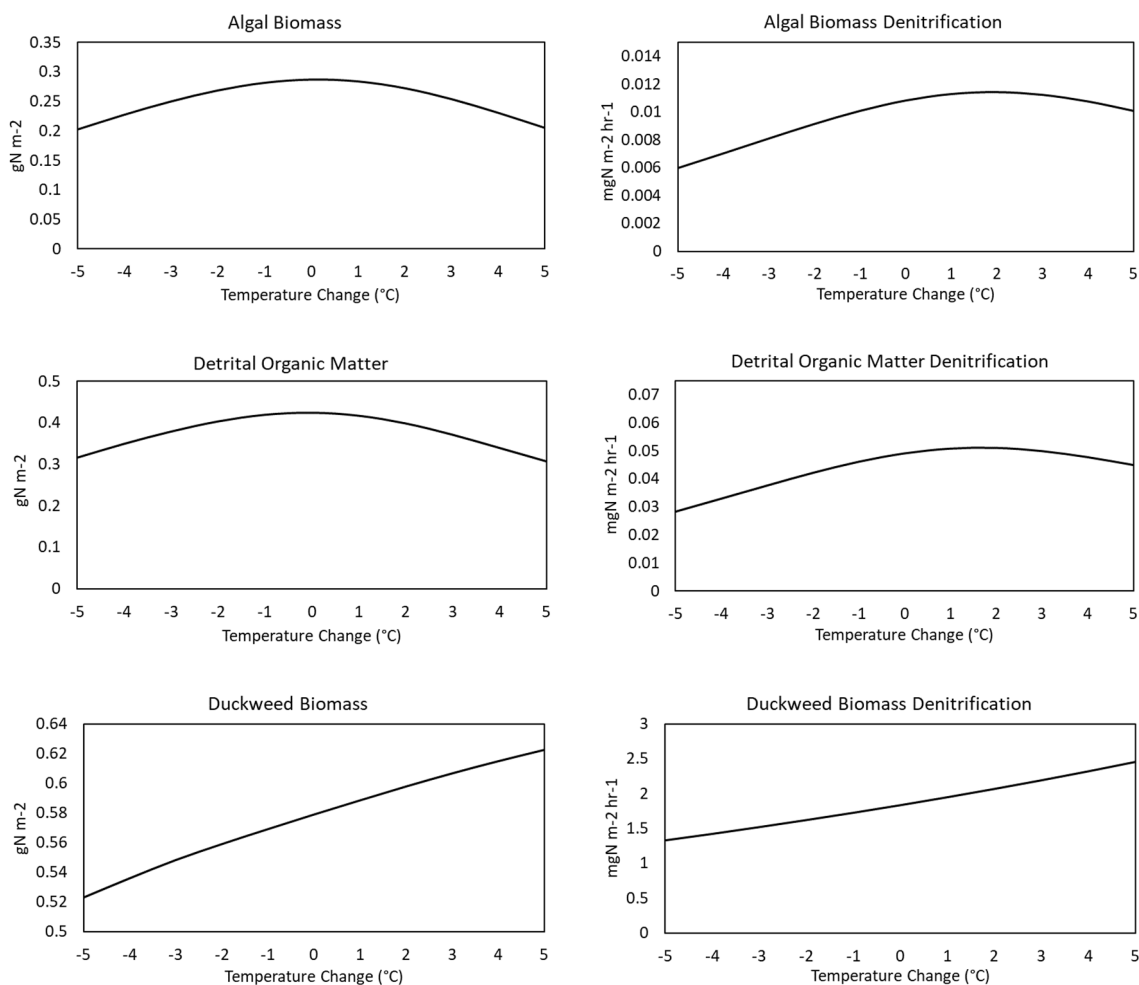 Algal Biomass
0.35
0.3
0.25
0.2
0.15
0.1
0.05
0
gN m-2
-5 -4 -3 -2 -1 0 1 2 3 4 5
Temperature Change (°C)
Algal Biomass Denitrification
0.014
0.012
0.01
0.008
0.006
0.004
0.002
0
mgN m-2 hr-1
-5 -4 -3 -2 -1 0 1 2 3 4 5
Temperature Change (°C)
Detrital Organic Matter
0.5
0.4
0.3
0.2
0.1
0
gN m-2
-5 -4 -3 -2 -1 0 1 2 3 4 5
Temperature Change (°C)
Detrital Organic Matter Denitrification
0.07
0.06
0.05
0.04
0.03
0.02
0.01
0
mgN m-2 hr-1
-5 -4 -3 -2 -1 0 1 2 3 4 5
Temperature Change (°C)
Duckweed Biomass
0.64
0.62
0.6
0.58
0.56
0.54
0.52
0.5
gN m-2
-5 -4 -3 -2 -1 0 1 2 3 4 5
Temperature Change (°C)
Duckweed Biomass Denitrification
3
2.5
2
1.5
1
0.5
0
mgN m-2 hr-1
-5 -4 -3 -2 -1 0 1 2 3 4 5
Temperature Change (°C)